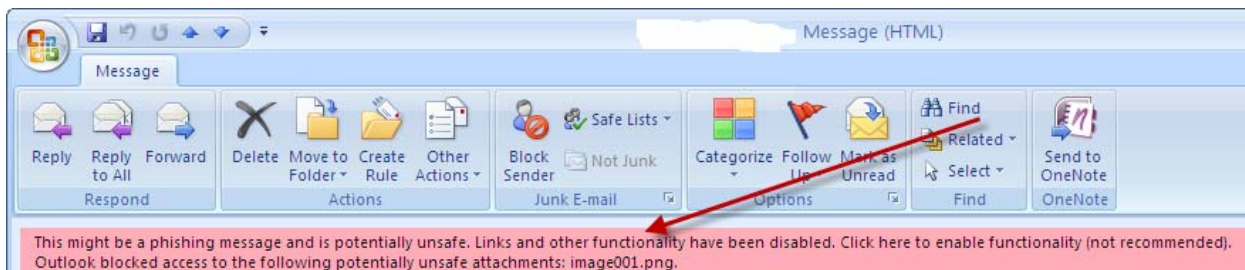 Message (HTML)
Message
Reply
Reply to All
Forward
Respond
Delete
Move to Folder
Create Rule
Other Actions
Actions
Block Sender
Safe Lists
Not Junk
Junk E-mail
Categorize
Follow Up
Mark as Unread
Options
Find
Related
Select
Find
Send to OneNote
OneNote
This might be a phishing message and is potentially unsafe. Links and other functionality have been disabled. Click here to enable functionality (not recommended).
Outlook blocked access to the following potentially unsafe attachments: image001.png.